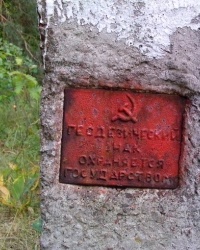 ГЕОДЕЗИЧЕСКИЙ
ЗНАК
ОХРАНЯЕТСЯ
ГОСУДАРСТВОМ